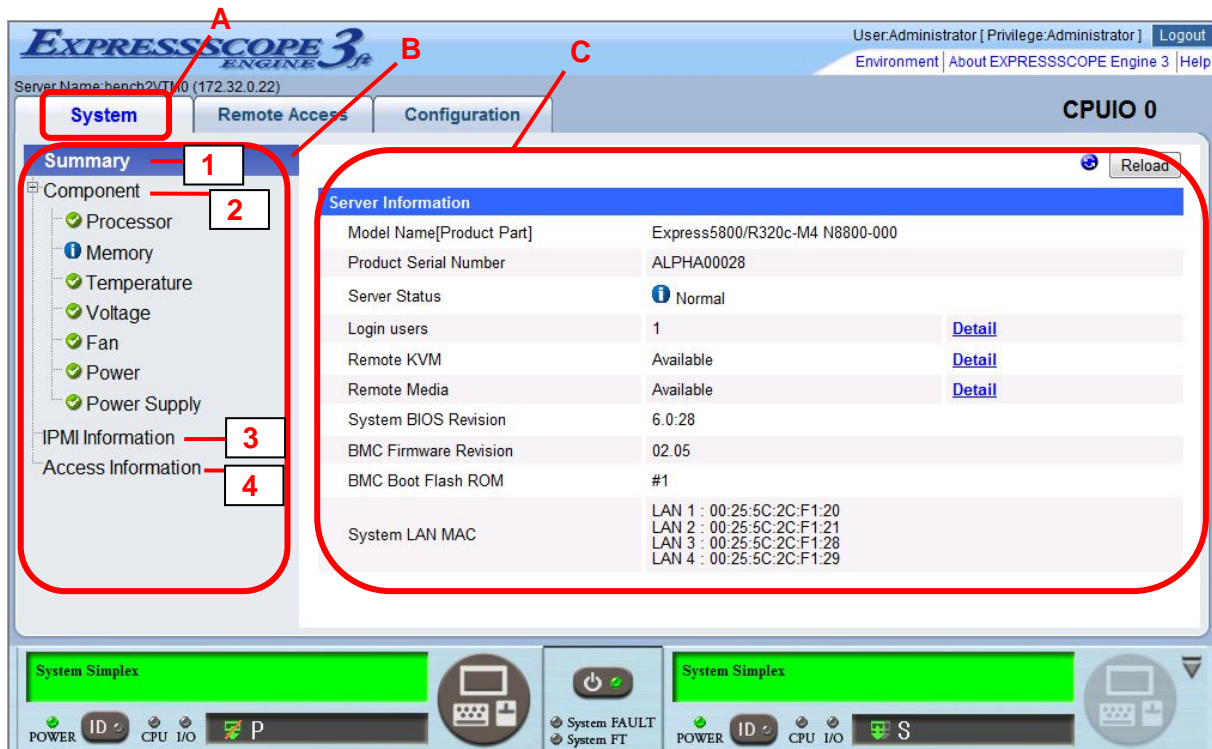 A
EXPRESSSCOPE 3 ft
ENGINE
B
C
User:Administrator [ Privilege:Administrator ] Logout
Environment About EXPRESSSCOPE Engine 3 Help
Server Name:bench2VTM0 (172.32.0.22)
System Remote Access Configuration
CPUIO 0
Summary
1
Component
2
Processor
Memory
Temperature
Voltage
Fan
Power
Power Supply
IPMI Information
3
Access Information
4
Reload
Server Information
Model Name[Product Part] Express5800/R320c-M4 N8800-000
Product Serial Number ALPHA00028
Server Status Normal
Login users 1 Detail
Remote KVM Available Detail
Remote Media Available Detail
System BIOS Revision 6.0:28
BMC Firmware Revision 02.05
BMC Boot Flash ROM #1
System LAN MAC
LAN 1 : 00:25:5C:2C:F1:20
LAN 2 : 00:25:5C:2C:F1:21
LAN 3 : 00:25:5C:2C:F1:28
LAN 4 : 00:25:5C:2C:F1:29
System Simplex
POWER ID CPU I/O P
System FAULT
System FT
System Simplex
POWER ID CPU I/O S